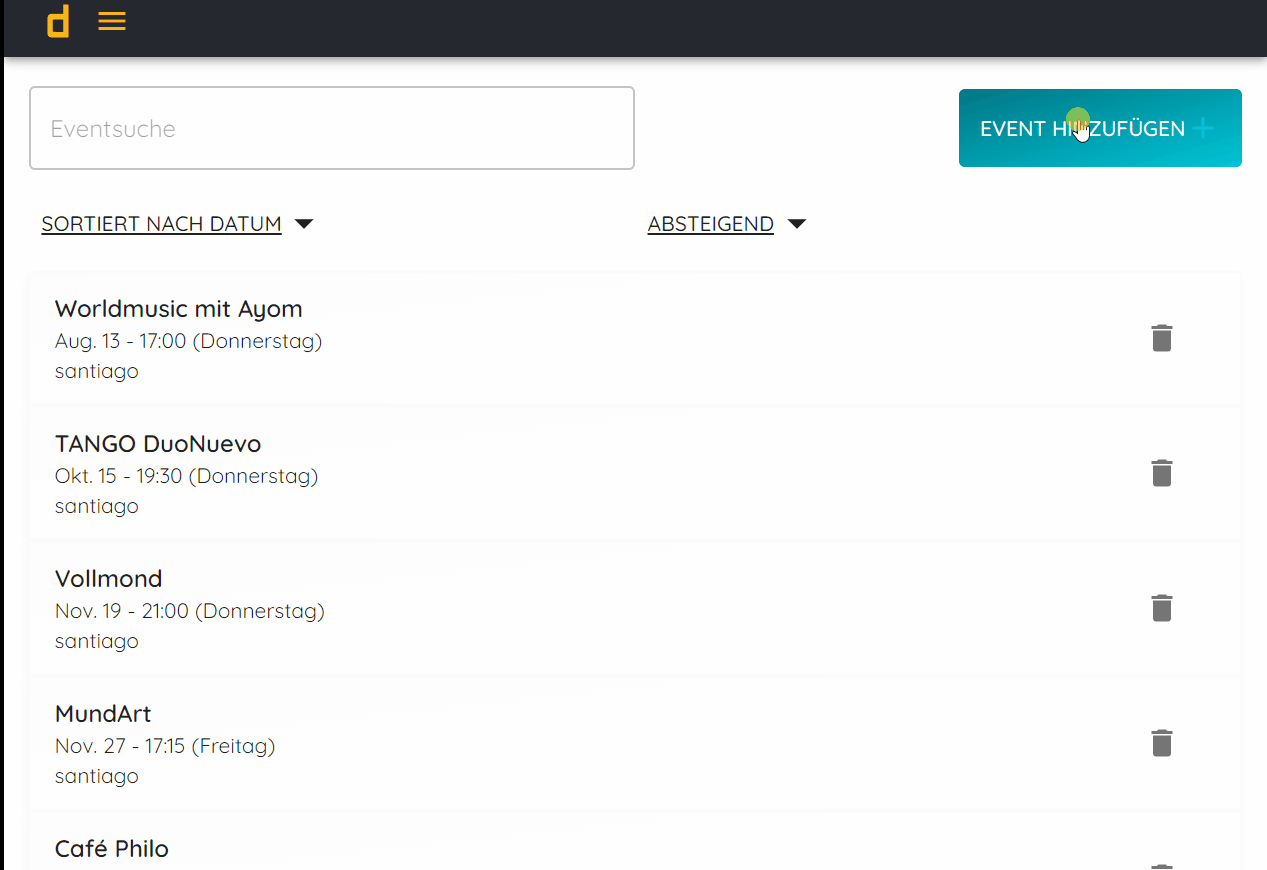 d
Eventsuche
EVENT HINZUFÜGEN +
SORTIERT NACH DATUM
ABSTEIGEND
Worldmusic mit Ayom
Aug. 13 - 17:00 (Donnerstag)
santiago
TANGO DuoNuevo
Okt. 15 - 19:30 (Donnerstag)
santiago
Vollmond
Nov. 19 - 21:00 (Donnerstag)
santiago
MundArt
Nov. 27 - 17:15 (Freitag)
santiago
Café Philo